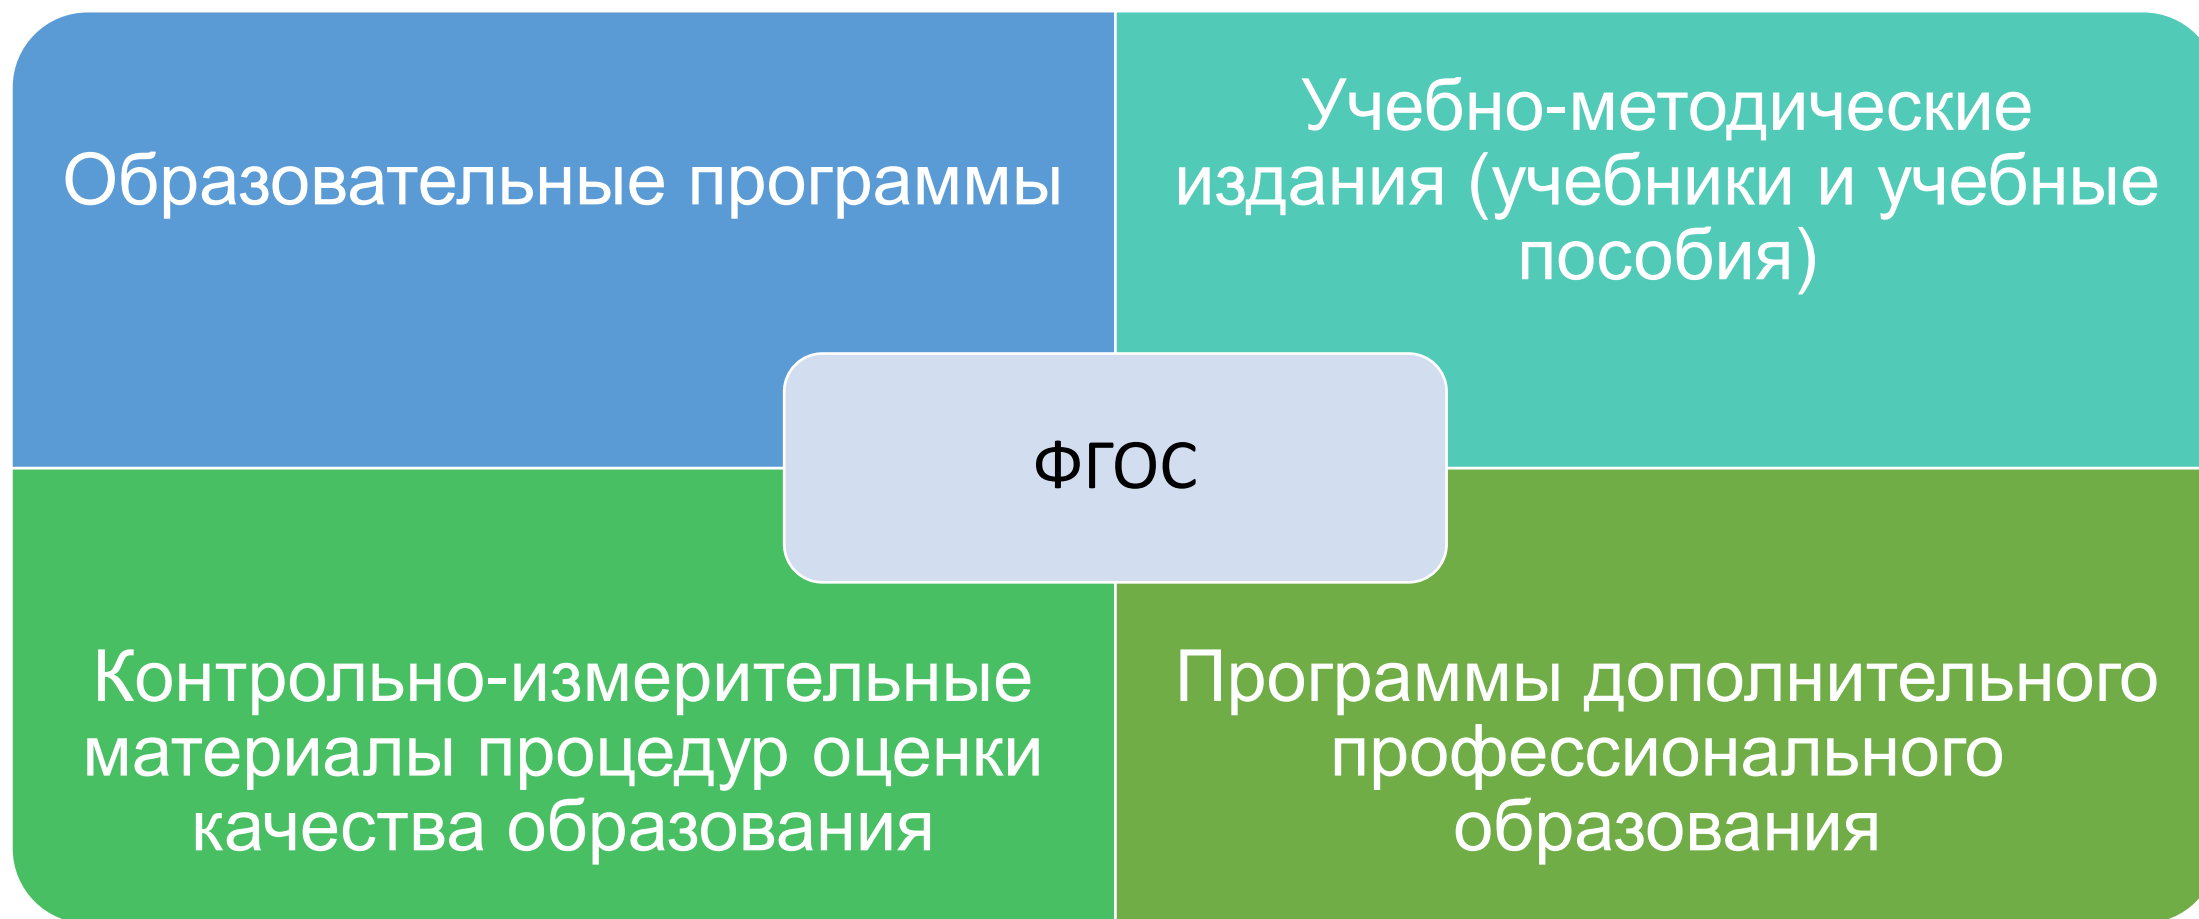 Образовательные программы
Учебно-методические
издания (учебники и учебные
пособия)
ФГОС
Контрольно-измерительные
материалы процедур оценки
качества образования
Программы дополнительного
профессионального
образования